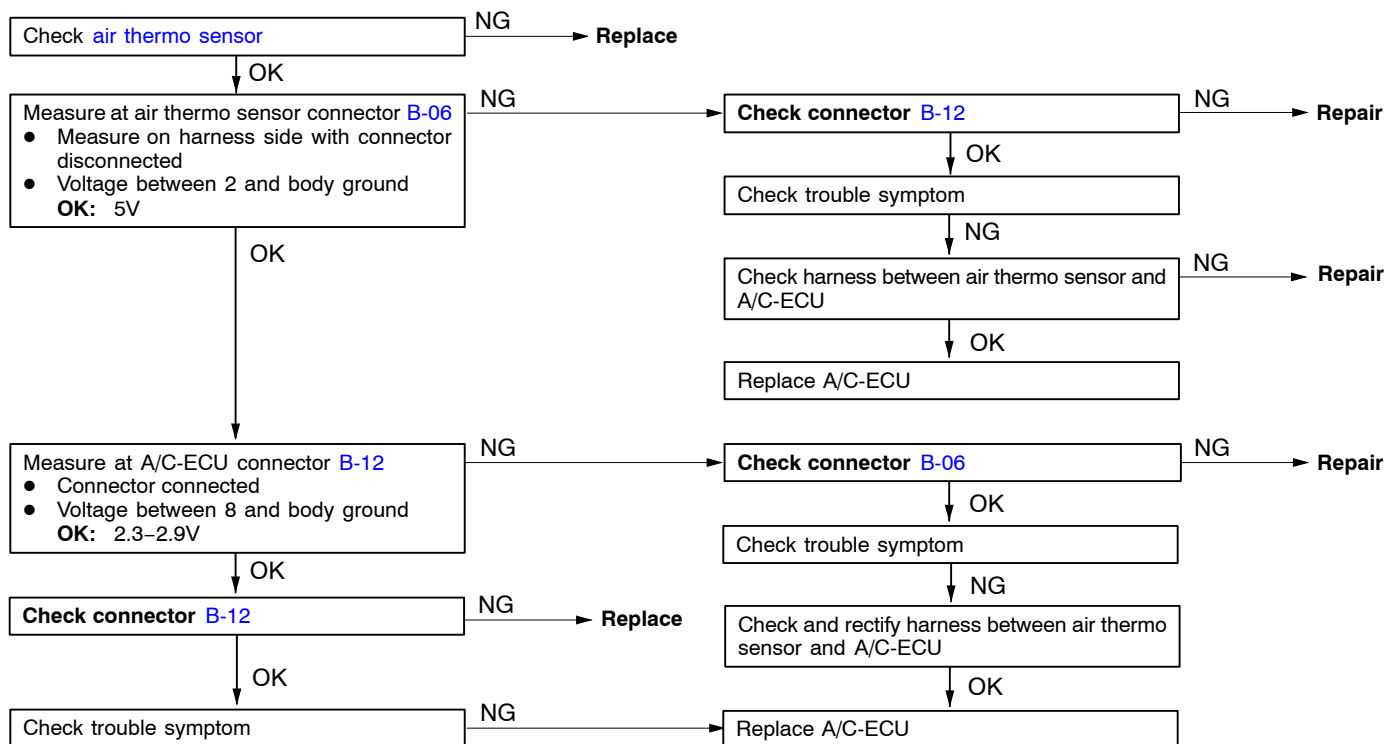 Check air thermo sensor
NG
Replace
OK
Measure at air thermo sensor connector B-06
● Measure on harness side with connector
disconnected
● Voltage between 2 and body ground
OK: 5V
NG
Check connector B-12
NG
Repair
OK
Check trouble symptom
NG
Check harness between air thermo sensor and
A/C-ECU
NG
Repair
OK
Replace A/C-ECU
OK
Measure at A/C-ECU connector B-12
● Connector connected
● Voltage between 8 and body ground
OK: 2.3–2.9V
NG
Check connector B-06
NG
Repair
OK
Check trouble symptom
NG
Check and rectify harness between air thermo
sensor and A/C-ECU
OK
OK
Check connector B-12
NG
Replace
OK
Check trouble symptom
NG
Replace A/C-ECU